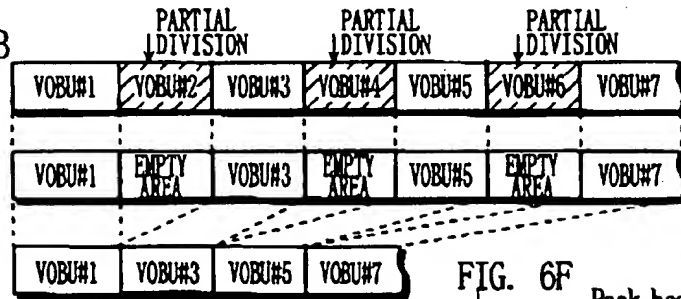 PARTIAL DIVISION PARTIAL DIVISION PARTIAL DIVISION
B
VOBU#1 VOBU#2 VOBU#3 VOBU#4 VOBU#5 VOBU#6 VOBU#7
VOBU#1 EMPTY AREA VOBU#3 EMPTY AREA VOBU#5 EMPTY AREA VOBU#7
VOBU#1 VOBU#3 VOBU#5 VOBU#7
FIG. 6F